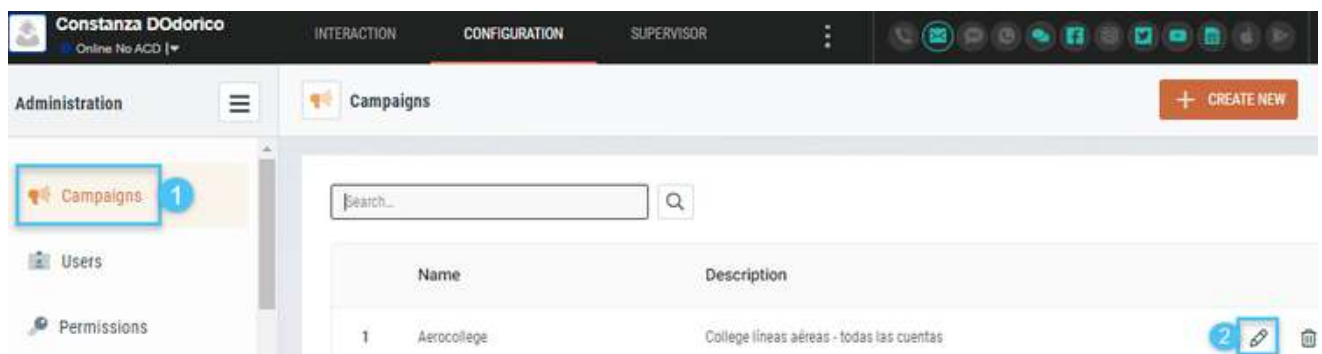 Constanza DOdorico
Online No ACD
INTERACTION
CONFIGURATION
SUPERVISOR
Administration
Campaigns
+ CREATE NEW
Campaigns 1
Search...
Users
Name
Description
Permissions
1
Aerocollege
College líneas aéreas - todas las cuentas
2